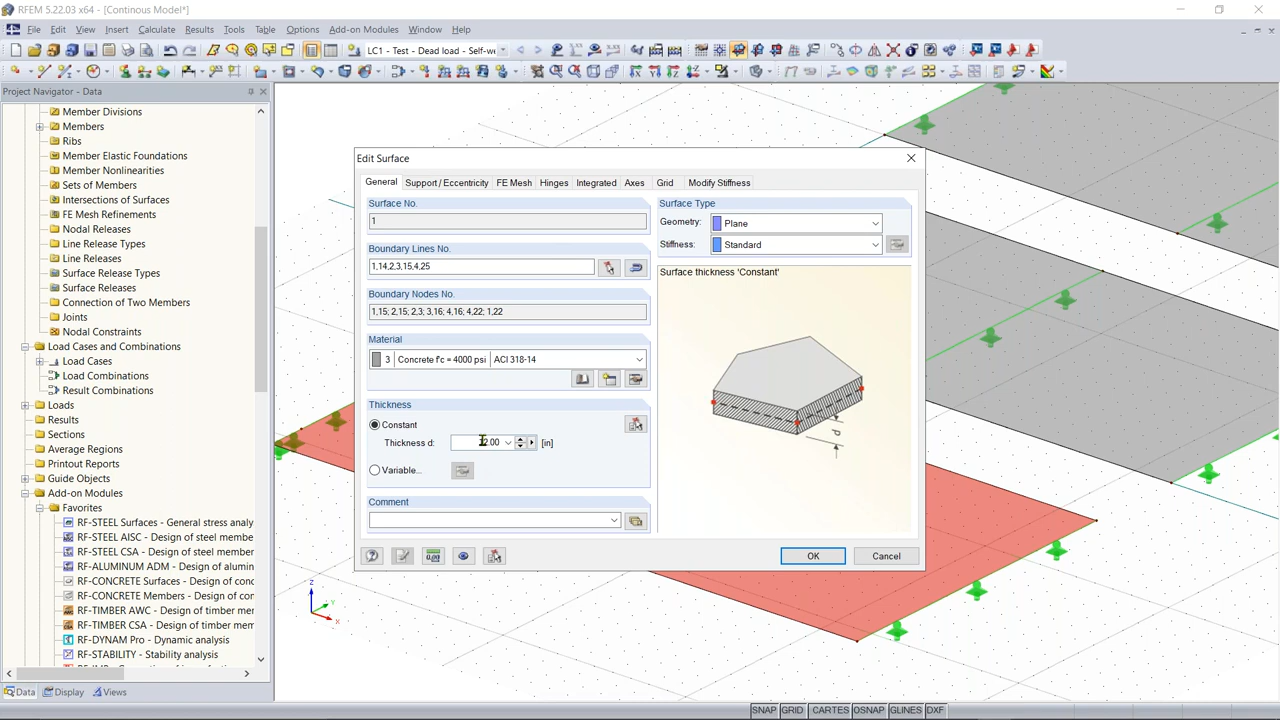 RFEM 5.22.03 x64 - [Continous Model*]
File Edit View Insert Calculate Results Tools Table Options Add-on Modules Window Help
LC1 - Test - Dead load - Self-we
Project Navigator - Data
Member Divisions
Members
Ribs
Member Elastic Foundations
Member Nonlinearities
Sets of Members
Intersections of Surfaces
FE Mesh Refinements
Nodal Releases
Line Release Types
Line Releases
Surface Release Types
Surface Releases
Connection of Two Members
Joints
Nodal Constraints
Load Cases and Combinations
Load Cases
Load Combinations
Result Combinations
Loads
Results
Sections
Average Regions
Printout Reports
Guide Objects
Add-on Modules
Favorites
RF-STEEL Surfaces - General stress analy
RF-STEEL AISC - Design of steel member
RF-STEEL CSA - Design of steel member
RF-ALUMINUM ADM - Design of alumin
RF-CONCRETE Surfaces - Design of conc
RF-CONCRETE Members - Design of co
RF-TIMBER AWC - Design of timber mer
RF-TIMBER CSA - Design of timber mem
RF-DYNAM Pro - Dynamic analysis
RF-STABILITY - Stability analysis
Data Display Views
Edit Surface
General Support / Eccentricity FE Mesh Hinges Integrated Axes Grid Modify Stiffness
Surface No.
1
Boundary Lines No.
1,14,2,3,15,4,25
Boundary Nodes No.
1,15; 2,15; 2,3; 3,16; 4,16; 4,22; 1,22
Material
3 Concrete f'c = 4000 psi ACI 318-14
Thickness
Constant
Thickness d: [in]
Variable...
Comment
Surface Type
Geometry: Plane
Stiffness: Standard
Surface thickness 'Constant'
d
OK Cancel
Z
Y
X
SNAP GRID CARTES OSNAP GLINES DXF